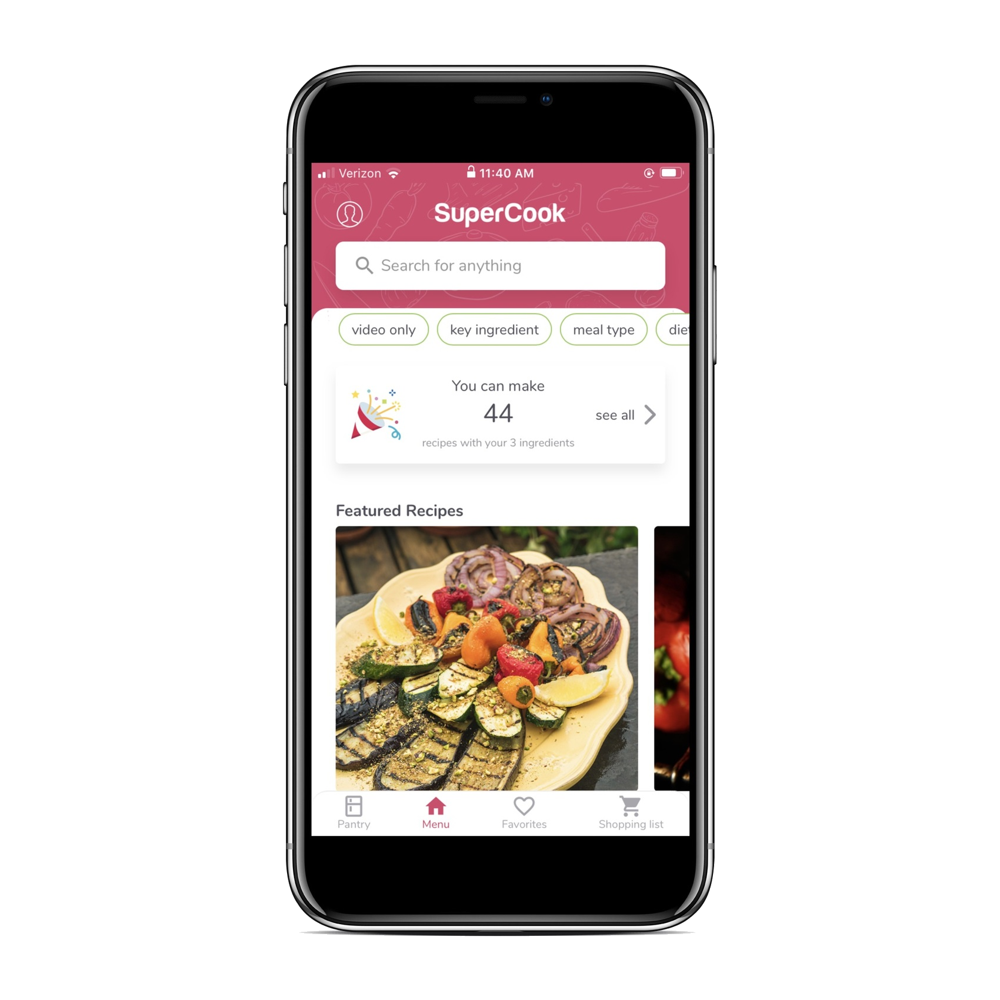 Verizon 11:40 AM
SuperCook
Search for anything
video only key ingredient meal type
You can make
44
see all
recipes with your 3 ingredients
Featured Recipes
Pantry Menu Favorites Shopping list